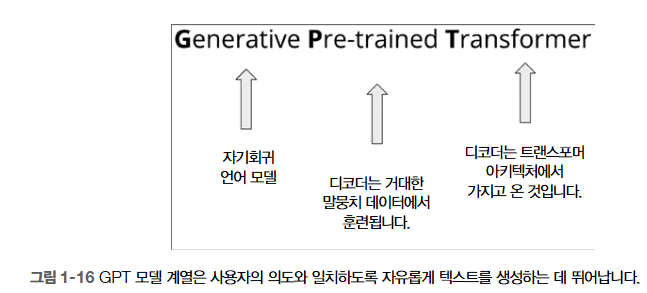 Generative Pre-trained Transformer
자기회귀
언어 모델
디코더는 거대한
말뭉치 데이터에서
훈련됩니다.
디코더는 트랜스포머
아키텍처에서
가지고 온 것입니다.
그림 1-16 GPT 모델 계열은 사용자의 의도와 일치하도록 자유롭게 텍스트를 생성하는 데 뛰어납니다.